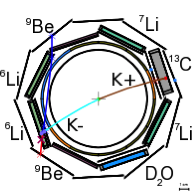 ⁹Be
⁷Li
⁶Li
¹³C
K+
K-
⁶Li
⁷Li
⁹Be
D₂O